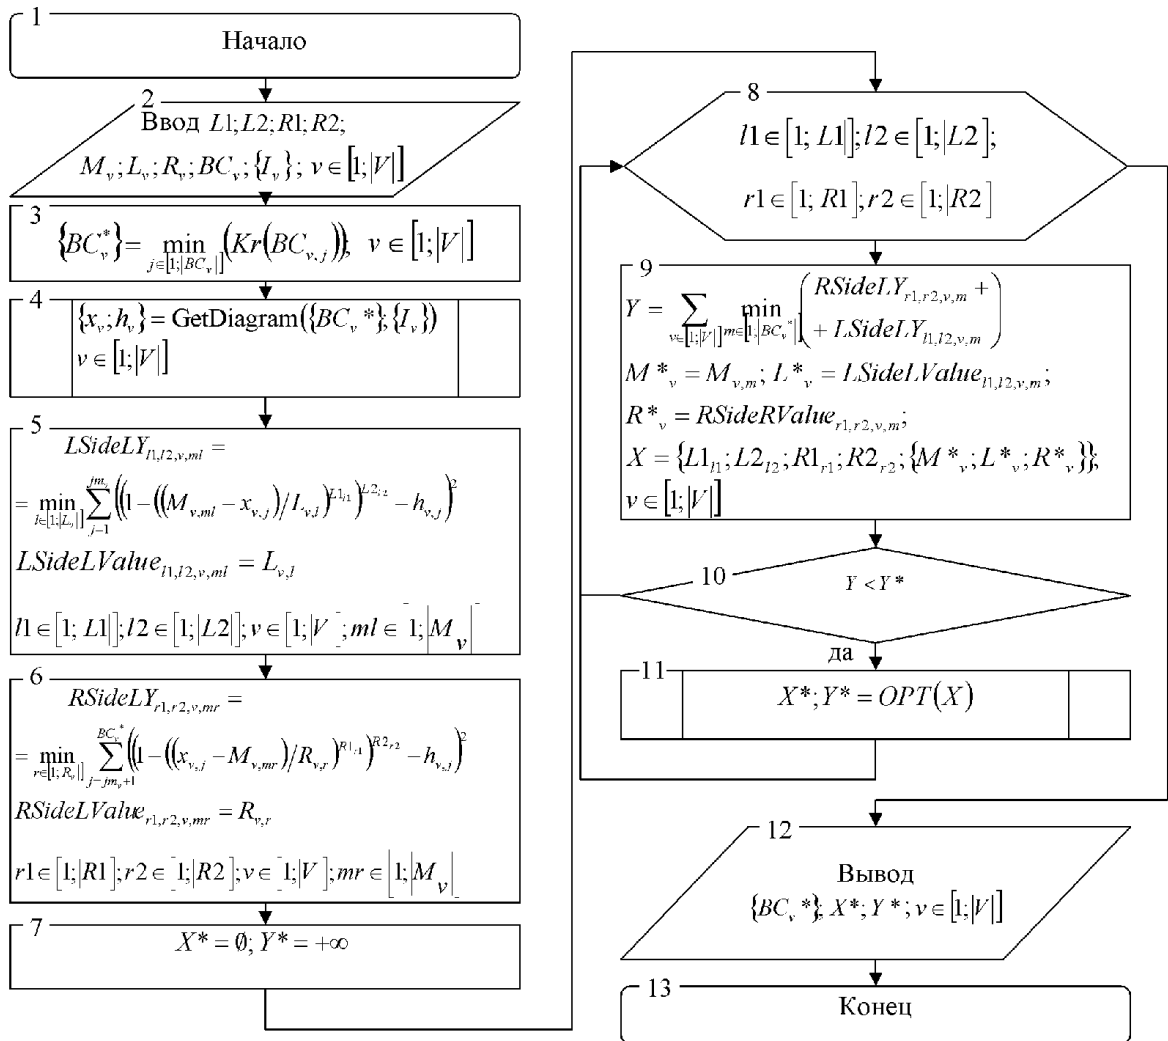 1
Начало
2
Ввод L1; L2; R1; R2;
M_v; L_v; R_v; BC_v; {I_v}; v ∈ [1;|V|]
3
{BC_v^*} = min_{j∈[1;|BC_v|]} (Kr(BC_{v,j})); v ∈ [1;|V|]
4
{x_v; h_v} = GetDiagram({BC_v *}; {I_v})
v ∈ [1;|V|]
5
LSideLY_{l1,l2,v,ml} =
= min_{l∈[1;|L_v|]} ∑_{j-1}^{jm_v} ((1 − ((M_{v,ml} − x_{v,j})/L_{v,l})^{L1_{l1}})^{L2_{l2}} − h_{v,j})^2
LSideLValue_{l1,l2,v,ml} = L_{v,l}
l1 ∈ [1; L1|]; l2 ∈ [1;|L2|]; v ∈ [1;|V|]; ml ∈ [1;|M_v|]
6
RSideLY_{r1,r2,v,mr} =
= min_{r∈[1;R_v|]} ∑_{j-jm_v+1}^{BC_v^*} ((1 − ((x_{v,j} − M_{v,mr})/R_{v,r})^{R1_{r1}})^{R2_{r2}} − h_{v,j})^2
RSideLValue_{r1,r2,v,mr} = R_{v,r}
r1 ∈ [1;|R1]; r2 ∈ [1;|R2]; v ∈ [1;|V]; mr ∈ [1;|M_v|]
7
X* = ∅; Y* = +∞
8
l1 ∈ [1; L1|]; l2 ∈ [1;|L2];
r1 ∈ [1; R1]; r2 ∈ [1;|R2]
9
Y = ∑_{v∈[1;|V|]} min_{m∈[1;|BC_v*|]} (RSideLY_{r1,r2,v,m} +
+ LSideLY_{l1,l2,v,m})
M*_v = M_{v,m}; L*_v = LSideLValue_{l1,l2,v,m};
R*_v = RSideRValue_{r1,r2,v,m};
X = {L1_{l1}; L2_{l2}; R1_{r1}; R2_{r2}; {M*_v; L*_v; R*_v}};
v ∈ [1;|V|]
10
Y < Y*
да
11
X*; Y* = OPT(X)
12
Вывод
{BC_v *}; X*; Y*; v ∈ [1;|V|]
13
Конец